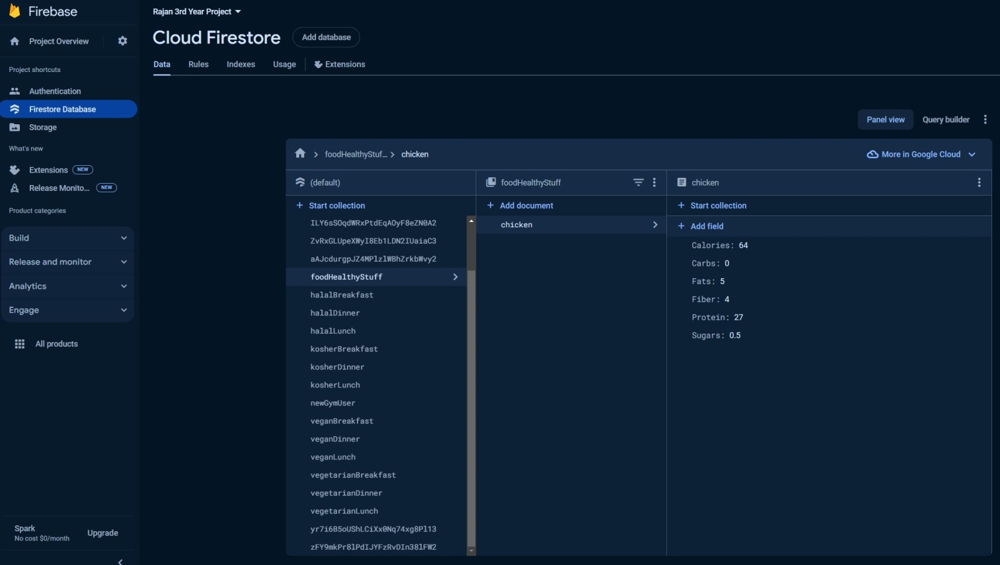 Firebase
Project Overview
Project shortcuts
Authentication
Firestore Database
Storage
What's new
Extensions NEW
Release Monito... NEW
Product categories
Build
Release and monitor
Analytics
Engage
All products
Spark
No cost $0/month
Upgrade
Rajan 3rd Year Project
Cloud Firestore Add database
Data Rules Indexes Usage Extensions
Panel view Query builder
foodHealthyStuf... > chicken
More in Google Cloud
(default)
+ Start collection
ILY6sSOqdWRxPtdEqAOyF8eZN0A2
ZvRxGLUpeXWyI8Eb1LDN2IUaiaC3
aAJcdurgpJZ4MPlzlWBhZrkbWvy2
foodHealthyStuff
halalBreakfast
halalDinner
halalLunch
kosherBreakfast
kosherDinner
kosherLunch
newGymUser
veganBreakfast
veganDinner
veganLunch
vegetarianBreakfast
vegetarianDinner
vegetarianLunch
yr7i6B5oUShLCiXx0Nq74xg8Pl13
zFY9mkPr8lPdIJYFzRvDIn38lFW2
foodHealthyStuff
+ Add document
chicken
chicken
+ Start collection
+ Add field
Calories: 64
Carbs: 0
Fats: 5
Fiber: 4
Protein: 27
Sugars: 0.5